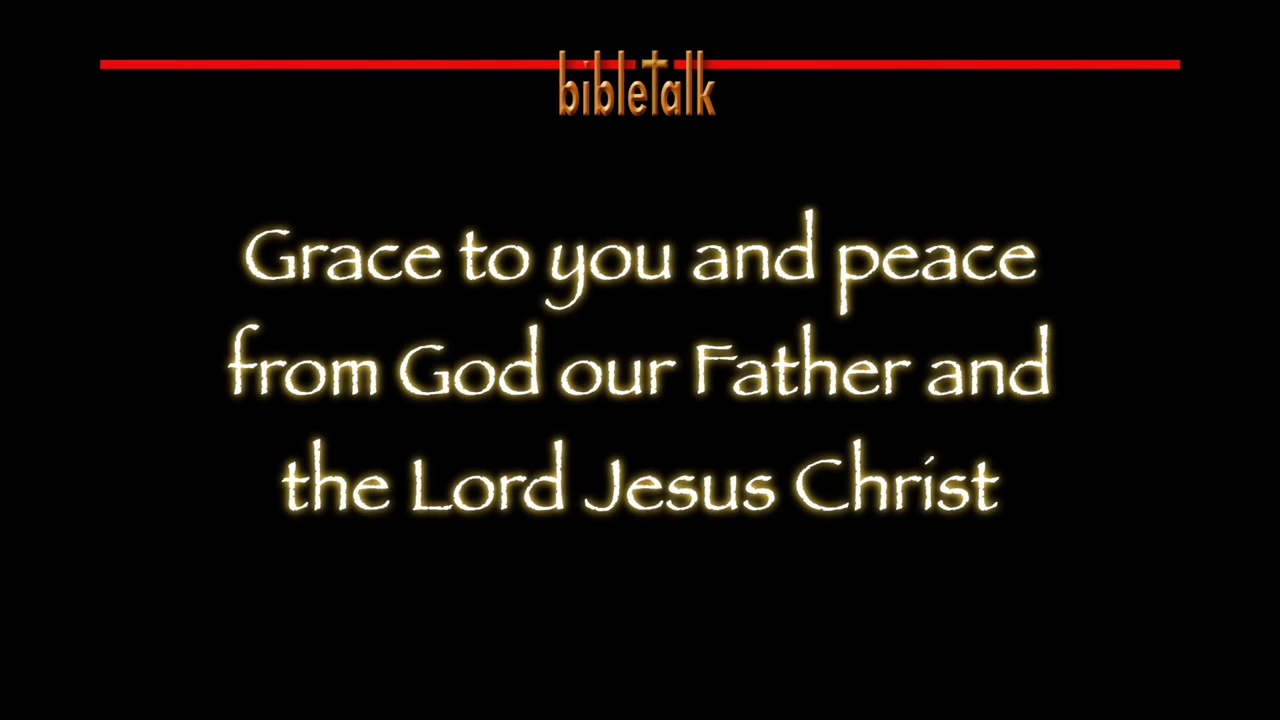 bibleTalk
Grace to you and peace
from God our Father and
the Lord Jesus Christ